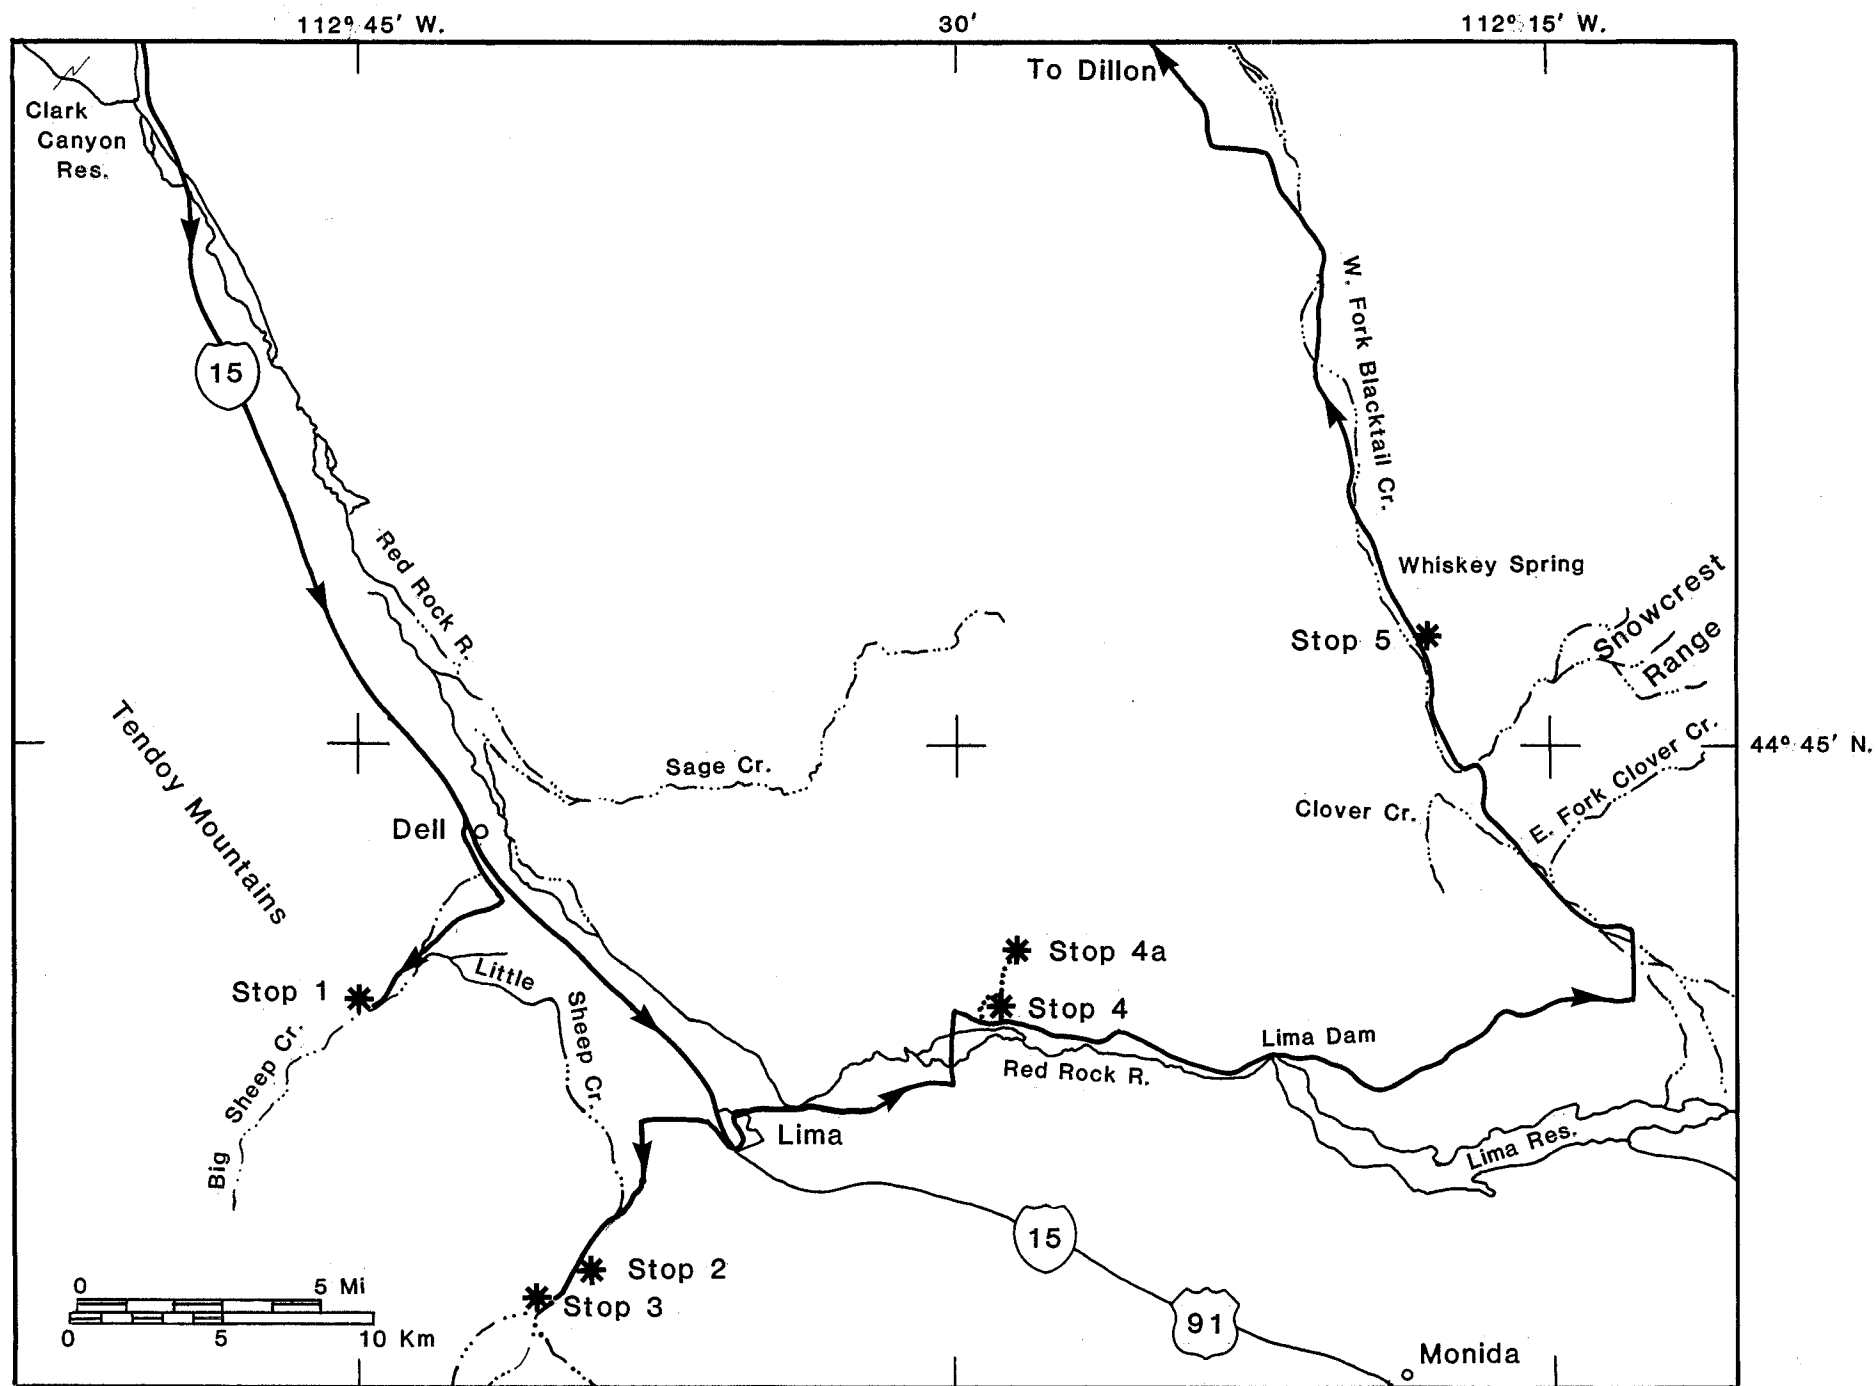 112° 45' W.
30'
112° 15' W.
To Dillon
Clark
Canyon
Res.
15
W. Fork Blacktail Cr.
Red Rock R.
Whiskey Spring
Snowcrest
Range
Stop 5
Tendoy Mountains
44° 45' N.
Sage Cr.
E. Fork Clover Cr.
Clover Cr.
Dell
Stop 4a
Little
Sheep Cr.
Stop 1
Stop 4
Lima Dam
Red Rock R.
Big Sheep Cr.
Lima
Lima Res.
15
Stop 2
Stop 3
91
Monida
0 5 Mi
0 5 10 Km